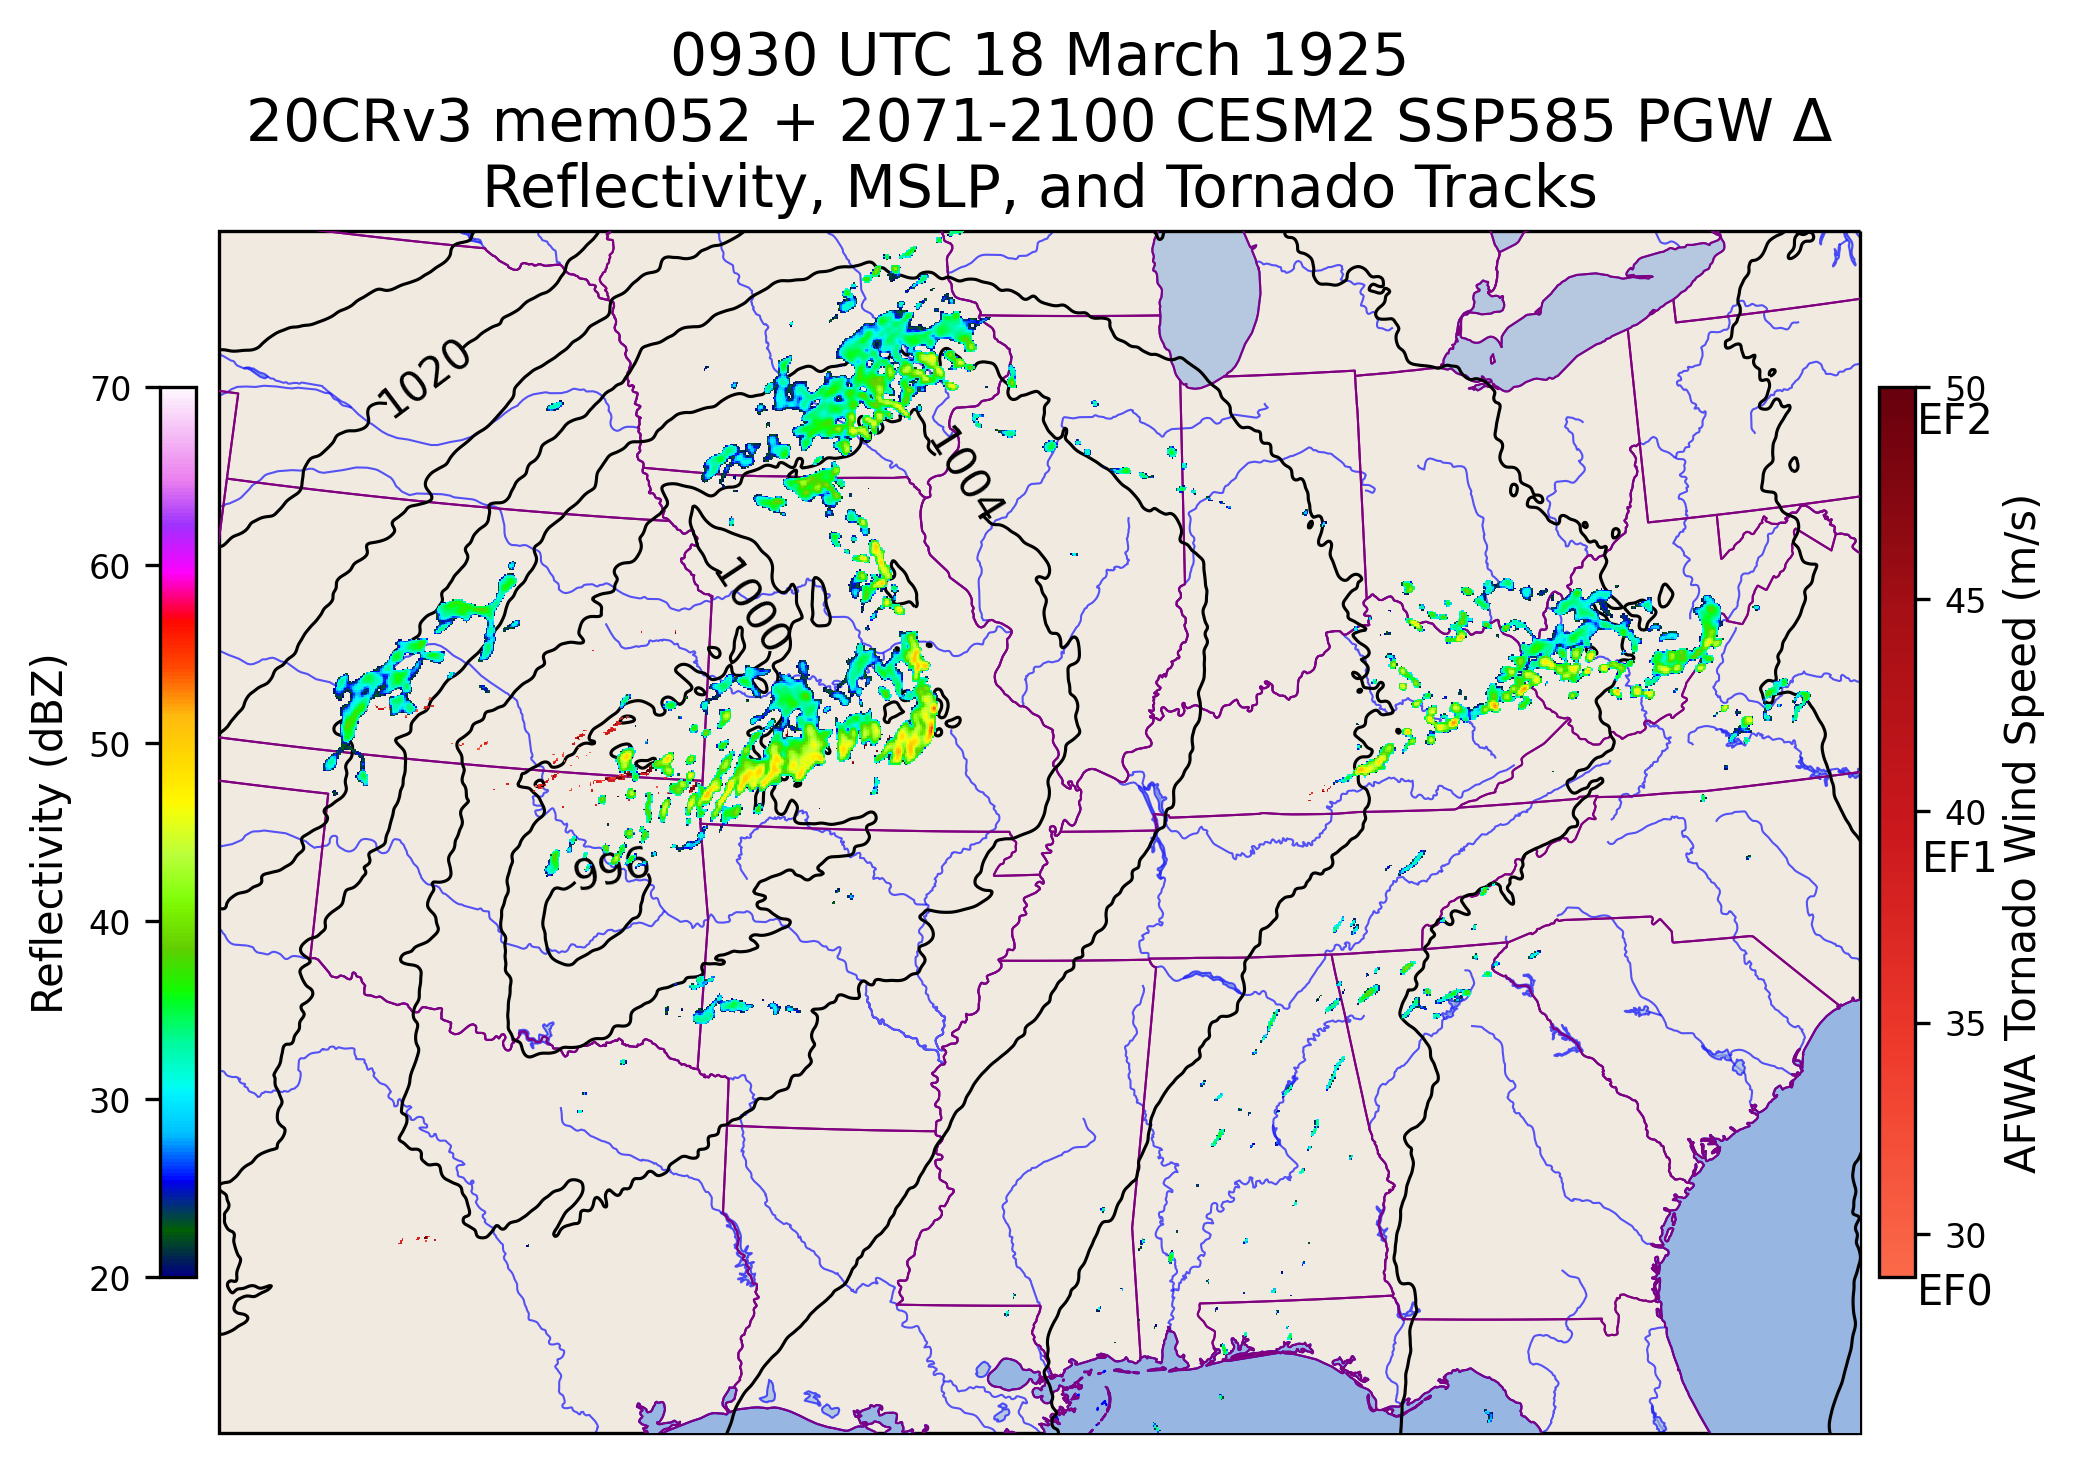 0930 UTC 18 March 1925
20CRv3 mem052 + 2071-2100 CESM2 SSP585 PGW Δ
Reflectivity, MSLP, and Tornado Tracks
Reflectivity (dBZ)
70
60
50
40
30
20
1020
1004
1000
996
50
EF2
45
40
EF1
35
30
EF0
AFWA Tornado Wind Speed (m/s)